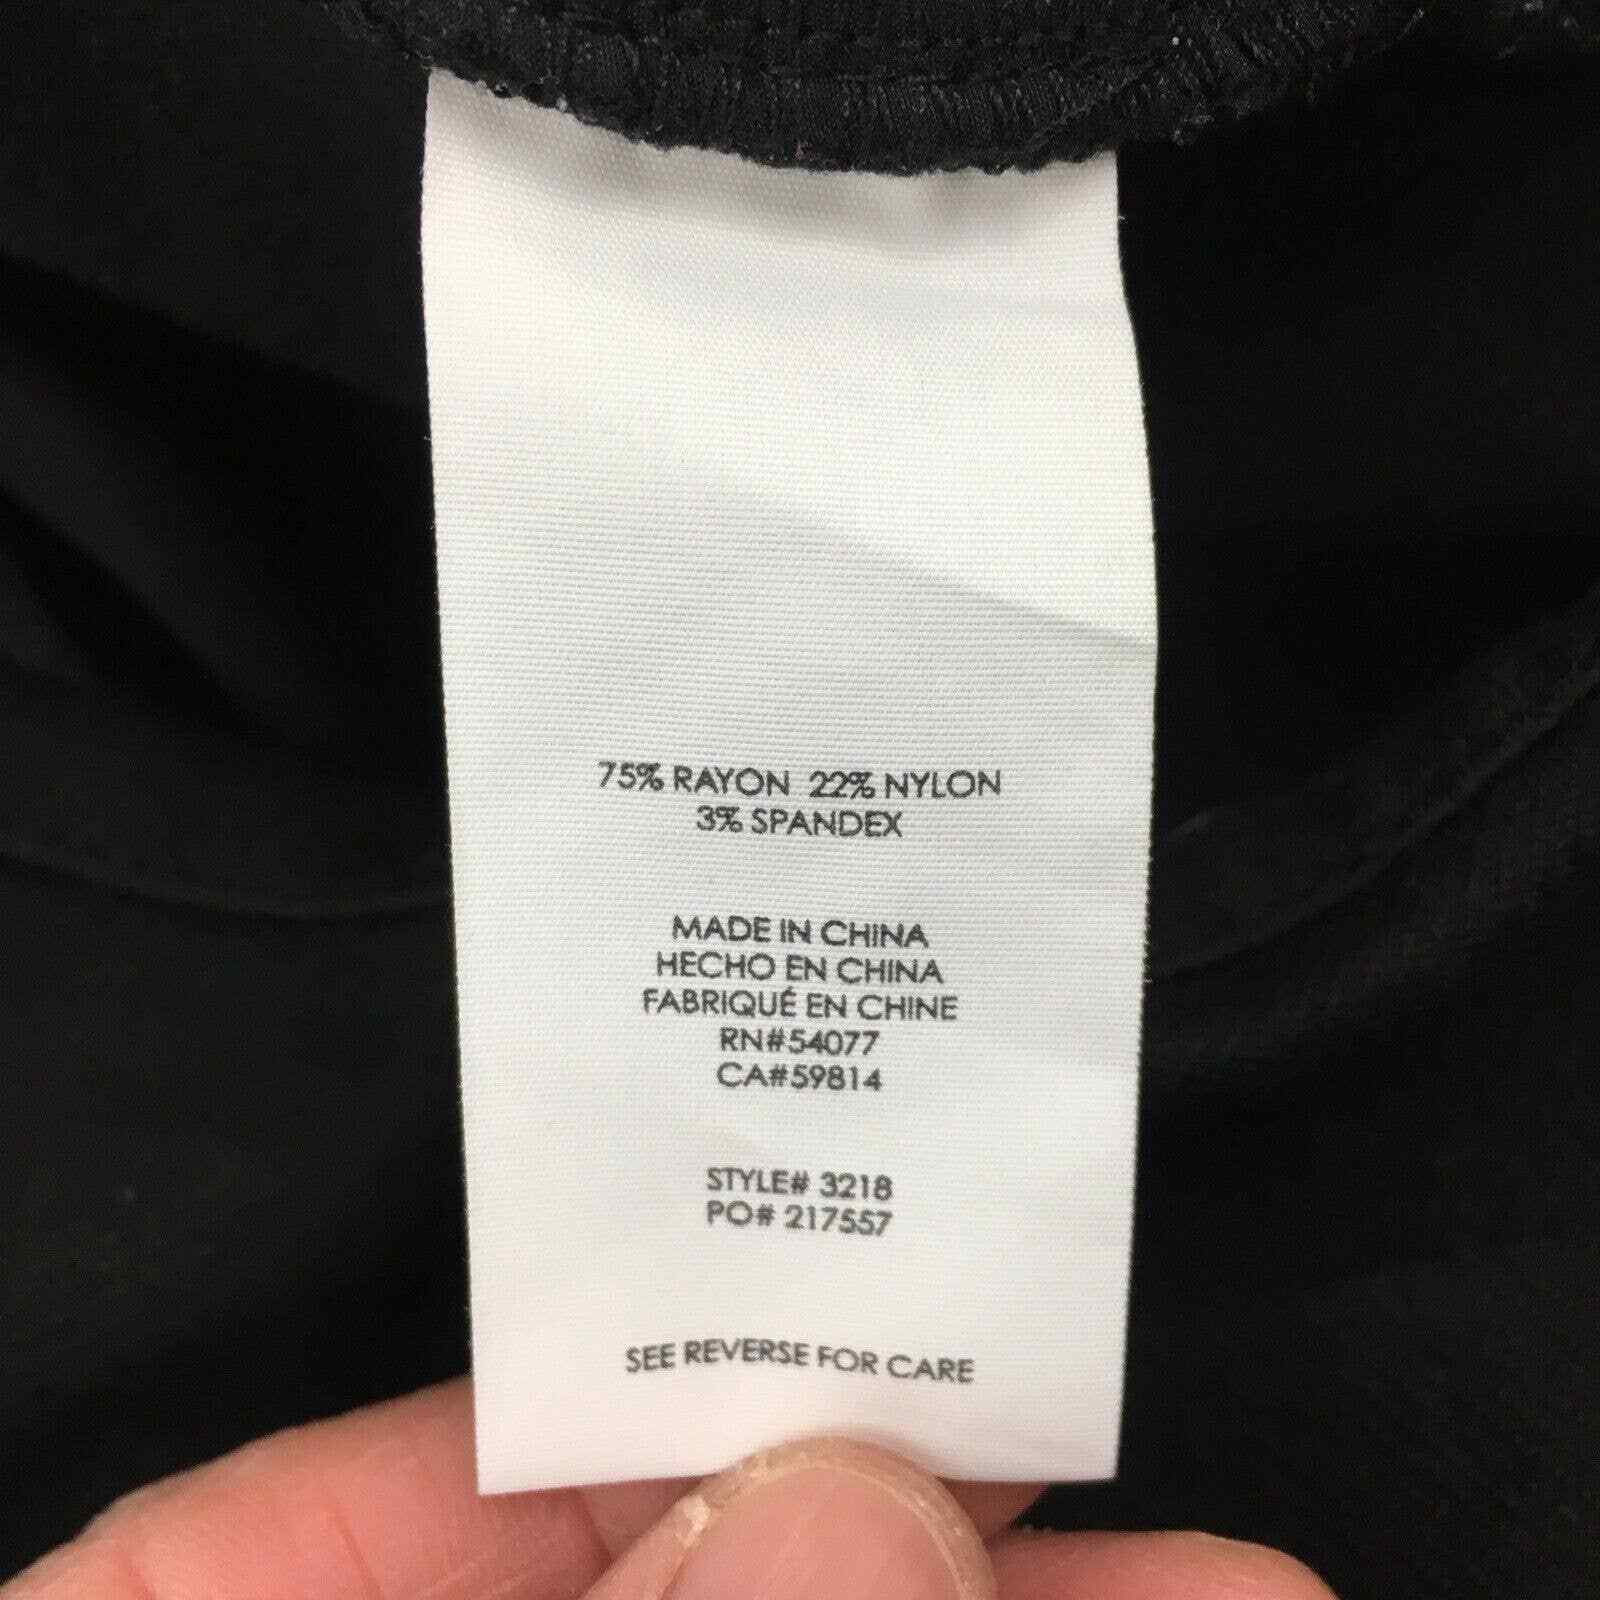 75% RAYON 22% NYLON
3% SPANDEX
MADE IN CHINA
HECHO EN CHINA
FABRIQUÉ EN CHINE
RN#54077
CA#59814
STYLE# 3218
PO# 217557
SEE REVERSE FOR CARE